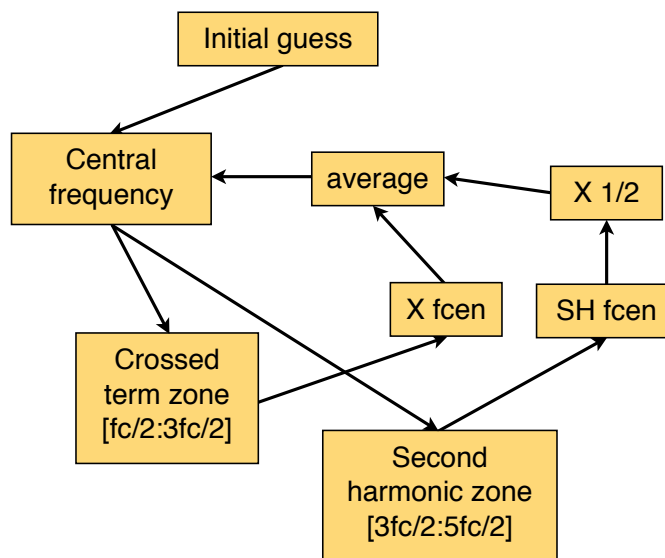 Initial guess
Central
frequency
average
X 1/2
X fcen
SH fcen
Crossed
term zone
[fc/2:3fc/2]
Second
harmonic zone
[3fc/2:5fc/2]